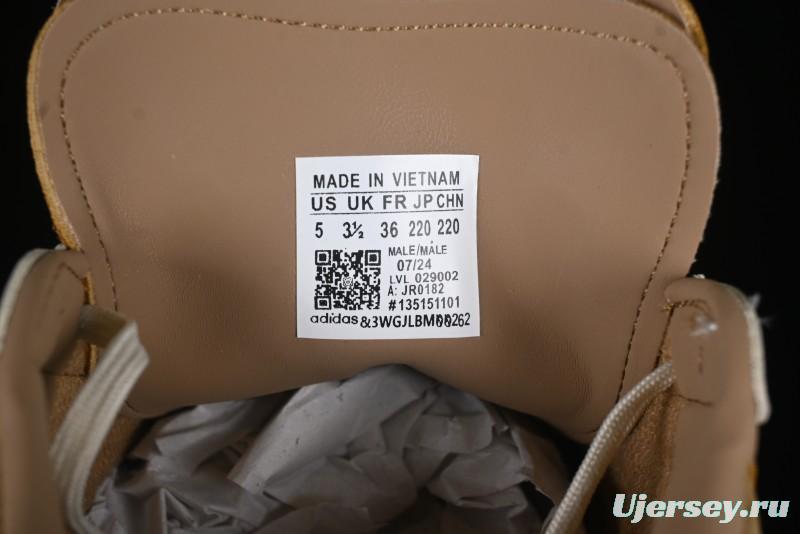 MADE IN VIETNAM
US UK FR JP CHN
5 3½ 36 220 220
MALE/MÂLE
07/24
LVL 029002
A: JR0182
#135151101
adidas
Ujersey.ru